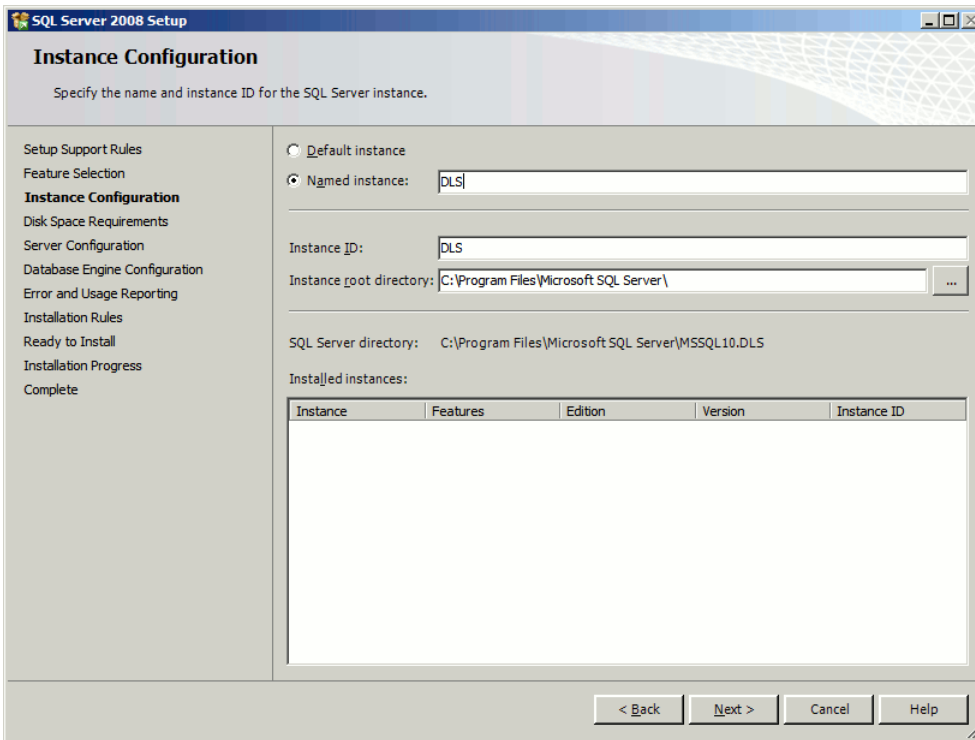 SQL Server 2008 Setup
Instance Configuration
Specify the name and instance ID for the SQL Server instance.
Setup Support Rules
Feature Selection
Instance Configuration
Disk Space Requirements
Server Configuration
Database Engine Configuration
Error and Usage Reporting
Installation Rules
Ready to Install
Installation Progress
Complete
Default instance
Named instance: DLS
Instance ID: DLS
Instance root directory: C:\Program Files\Microsoft SQL Server\ ...
SQL Server directory: C:\Program Files\Microsoft SQL Server\MSSQL10.DLS
Installed instances:
Instance Features Edition Version Instance ID
< Back Next > Cancel Help